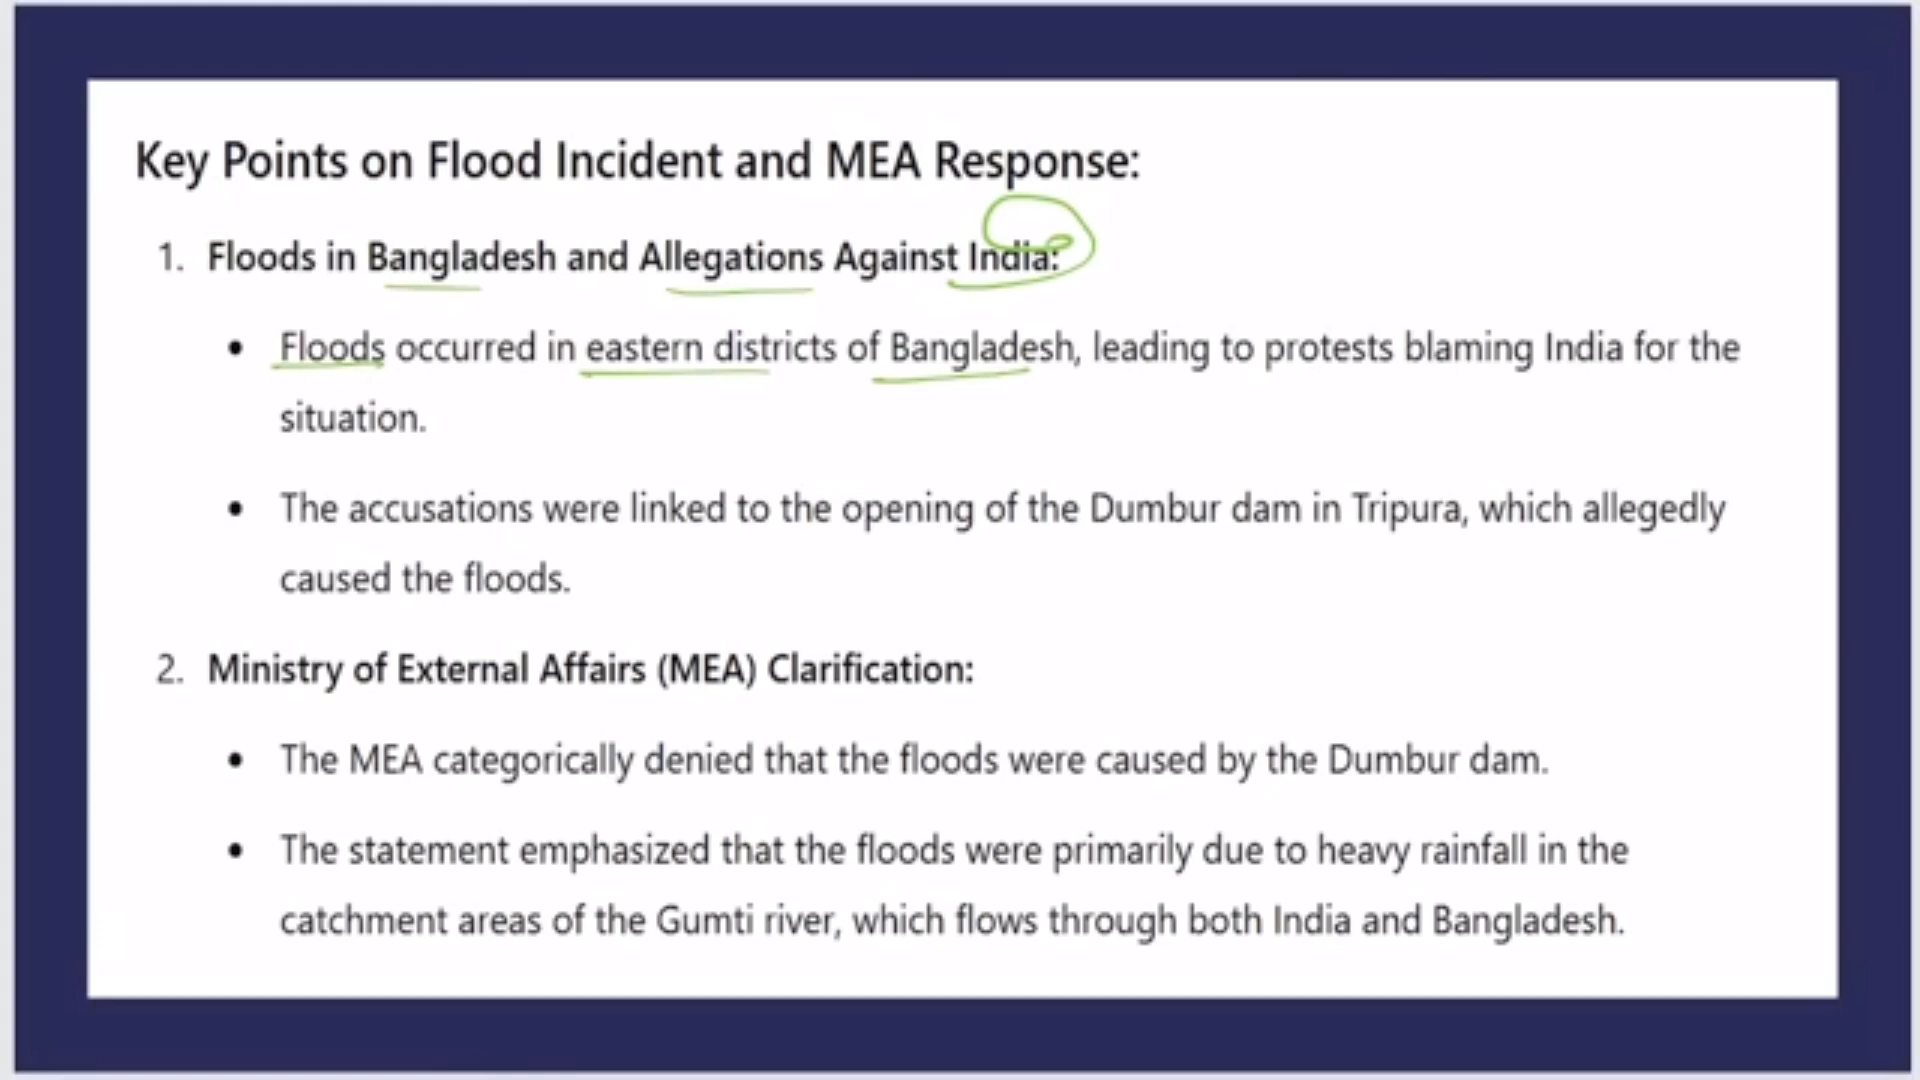 Key Points on Flood Incident and MEA Response:
1. Floods in Bangladesh and Allegations Against India:
• Floods occurred in eastern districts of Bangladesh, leading to protests blaming India for the
situation.
• The accusations were linked to the opening of the Dumbur dam in Tripura, which allegedly
caused the floods.
2. Ministry of External Affairs (MEA) Clarification:
• The MEA categorically denied that the floods were caused by the Dumbur dam.
• The statement emphasized that the floods were primarily due to heavy rainfall in the
catchment areas of the Gumti river, which flows through both India and Bangladesh.